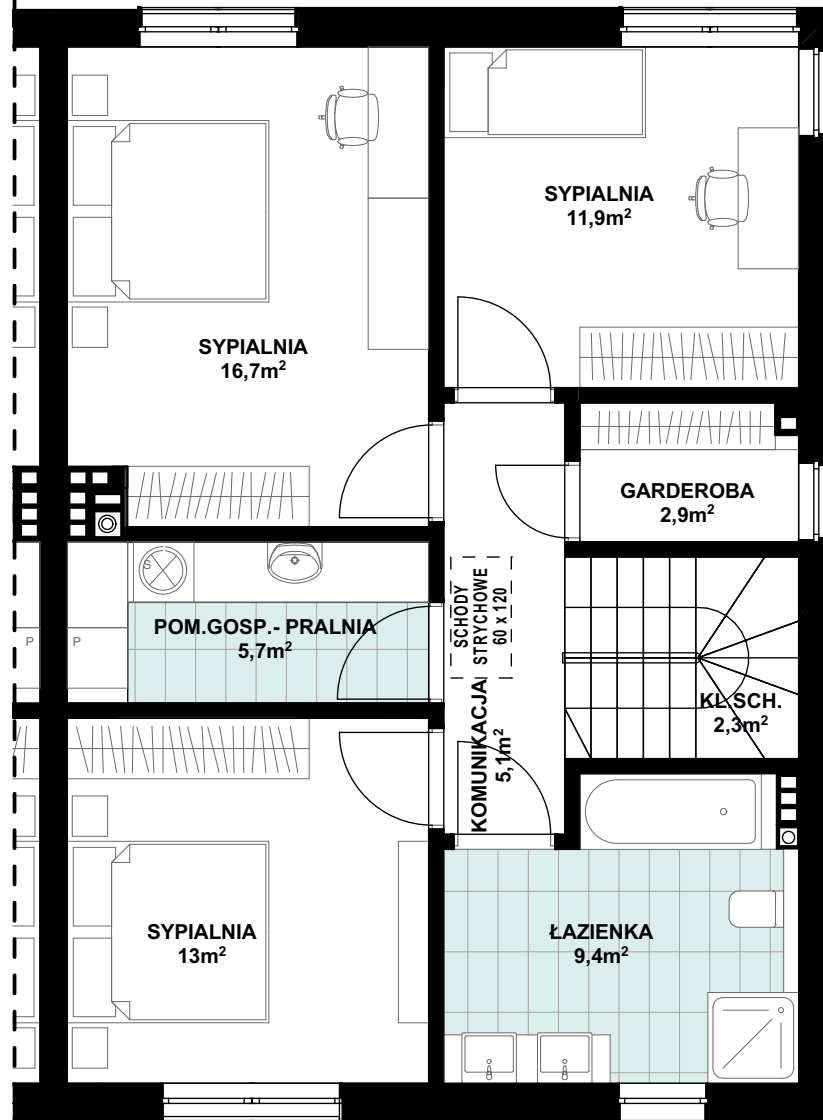 SYPIALNIA
11,9m²
SYPIALNIA
16,7m²
GARDEROBA
2,9m²
SCHODY
STRYCHOWE
60 x 120
S
POM.GOSP.- PRALNIA
5,7m²
P
P
KL.SCH.
2,3m²
KOMUNIKACJA
5,1m²
SYPIALNIA
13m²
ŁAZIENKA
9,4m²